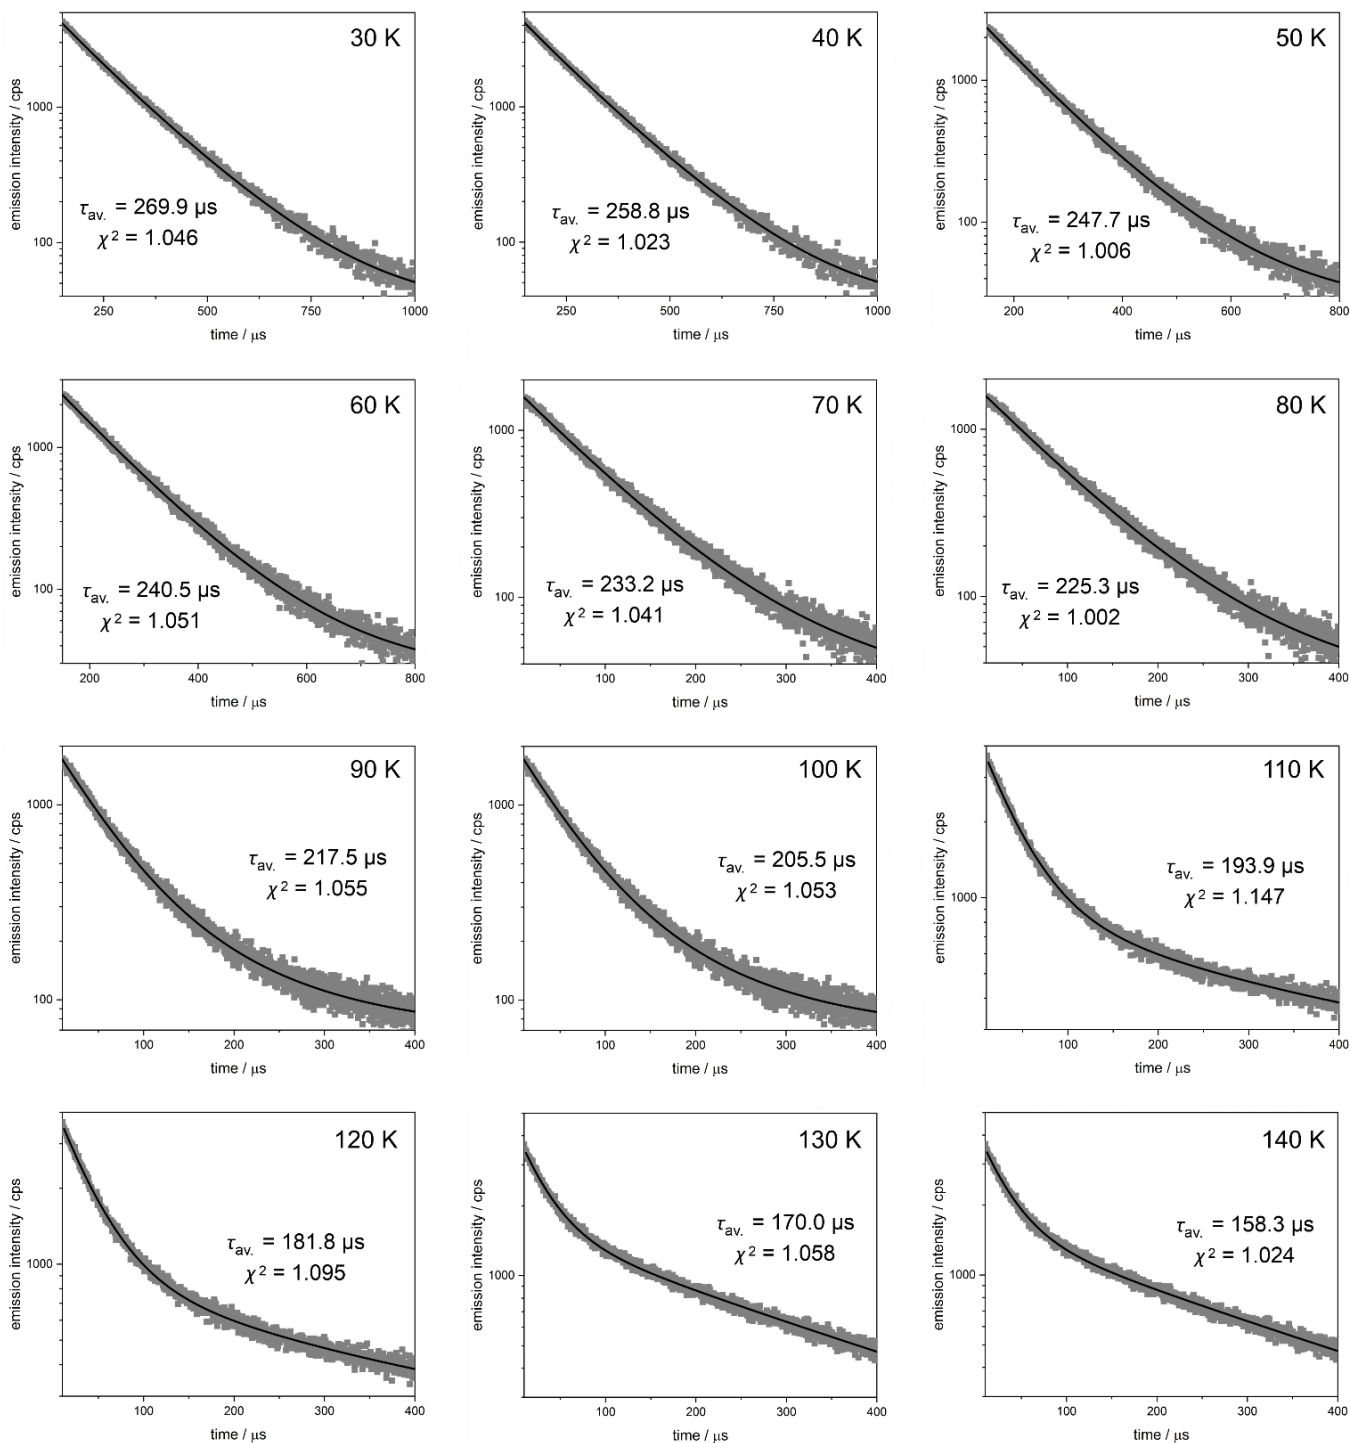 30 K
emission intensity / cps
1000
100
τav. = 269.9 µs
χ² = 1.046
250 500 750 1000
time / µs
40 K
emission intensity / cps
1000
100
τav. = 258.8 µs
χ² = 1.023
250 500 750 1000
time / µs
50 K
emission intensity / cps
1000
100
τav. = 247.7 µs
χ² = 1.006
200 400 600 800
time / µs
60 K
emission intensity / cps
1000
100
τav. = 240.5 µs
χ² = 1.051
200 400 600 800
time / µs
70 K
emission intensity / cps
1000
100
τav. = 233.2 µs
χ² = 1.041
100 200 300 400
time / µs
80 K
emission intensity / cps
1000
100
τav. = 225.3 µs
χ² = 1.002
100 200 300 400
time / µs
90 K
emission intensity / cps
1000
100
τav. = 217.5 µs
χ² = 1.055
100 200 300 400
time / µs
100 K
emission intensity / cps
1000
100
τav. = 205.5 µs
χ² = 1.053
100 200 300 400
time / µs
110 K
emission intensity / cps
1000
τav. = 193.9 µs
χ² = 1.147
100 200 300 400
time / µs
120 K
emission intensity / cps
1000
τav. = 181.8 µs
χ² = 1.095
100 200 300 400
time / µs
130 K
emission intensity / cps
1000
τav. = 170.0 µs
χ² = 1.058
100 200 300 400
time / µs
140 K
emission intensity / cps
1000
τav. = 158.3 µs
χ² = 1.024
100 200 300 400
time / µs